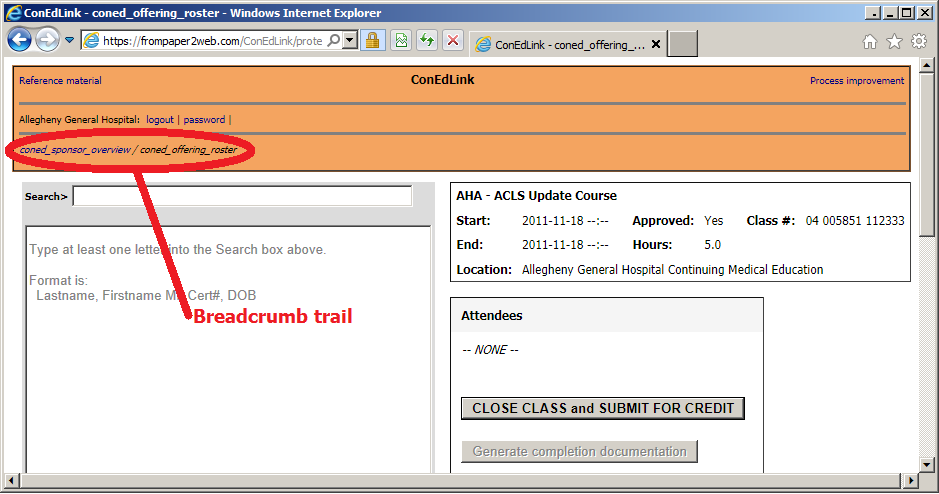 ConEdLink - coned_offering_roster - Windows Internet Explorer
https://frompaper2web.com/ConEdLink/prote
ConEdLink - coned_offering_...
Reference material ConEdLink Process improvement
Allegheny General Hospital: logout | password |
coned_sponsor_overview / coned_offering_roster
Search>
Type at least one letter into the Search box above.
Format is:
Lastname, Firstname Cert#, DOB
Breadcrumb trail
AHA - ACLS Update Course
Start: 2011-11-18 --:-- Approved: Yes Class #: 04 005851 112333
End: 2011-11-18 --:-- Hours: 5.0
Location: Allegheny General Hospital Continuing Medical Education
Attendees
-- NONE --
CLOSE CLASS and SUBMIT FOR CREDIT
Generate completion documentation